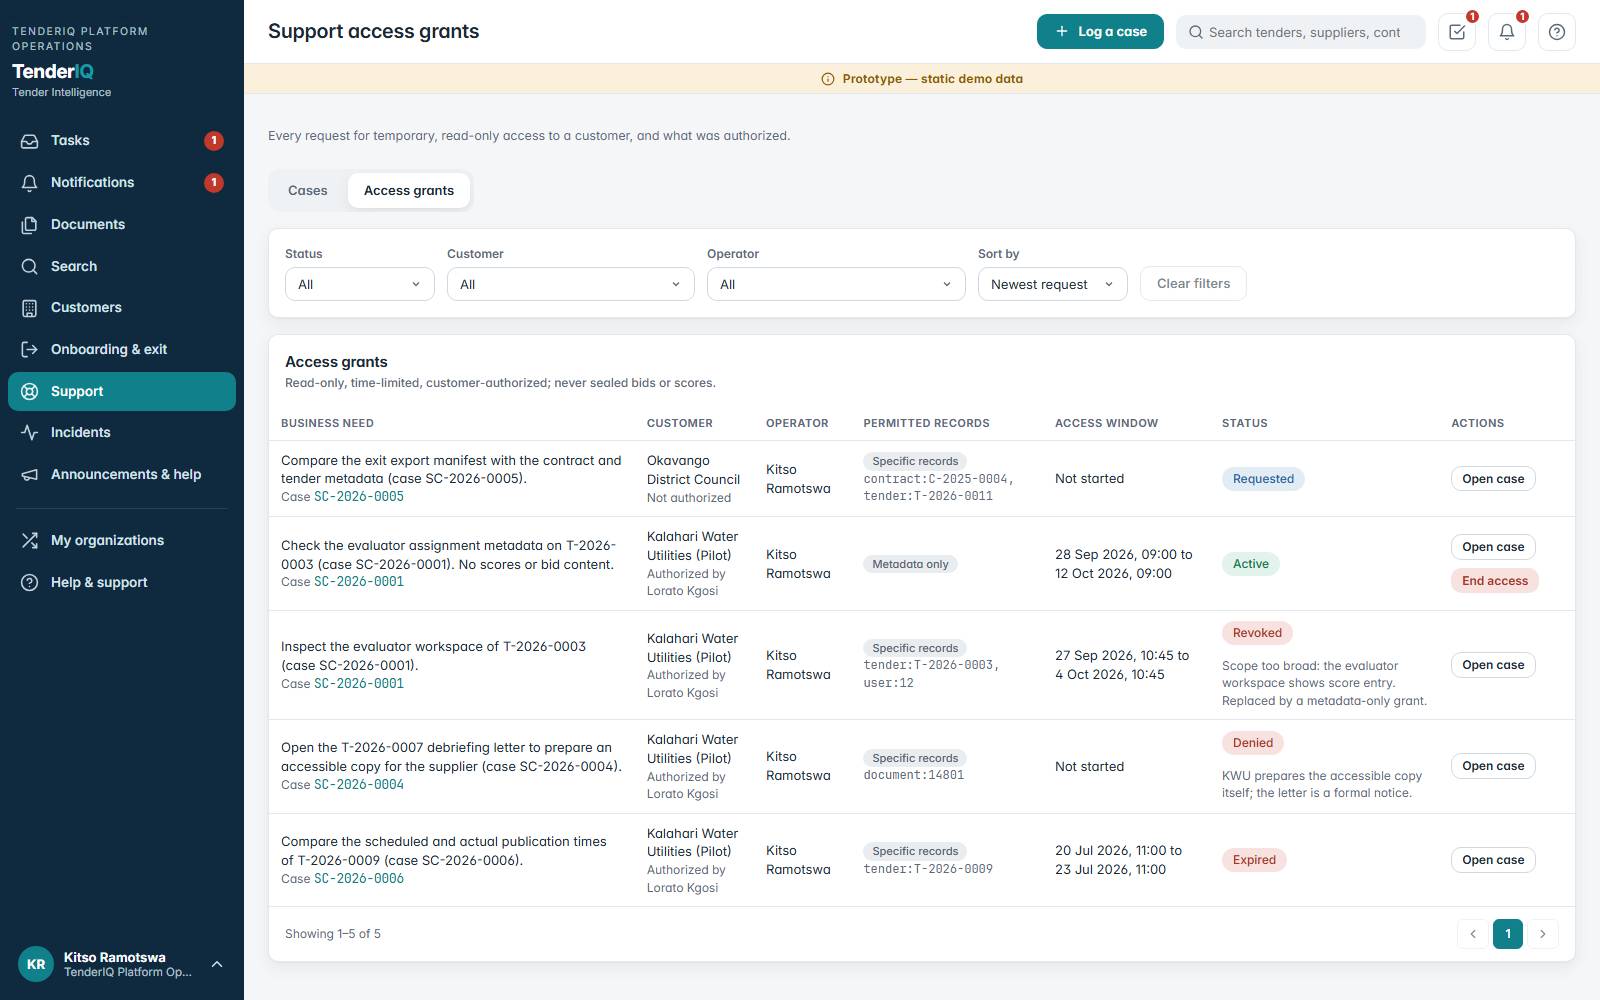 TENDERIQ PLATFORM
OPERATIONS
TenderIQ
Tender Intelligence
Tasks 1
Notifications 1
Documents
Search
Customers
Onboarding & exit
Support
Incidents
Announcements & help
My organizations
Help & support
KR
Kitso Ramotswa
TenderIQ Platform Op...
Support access grants
Log a case
Search tenders, suppliers, cont
1
1
Prototype — static demo data
Every request for temporary, read-only access to a customer, and what was authorized.
Cases
Access grants
Status
Customer
Operator
Sort by
All
All
All
Newest request
Clear filters
Access grants
Read-only, time-limited, customer-authorized; never sealed bids or scores.
BUSINESS NEED CUSTOMER OPERATOR PERMITTED RECORDS ACCESS WINDOW STATUS ACTIONS
Compare the exit export manifest with the contract and
tender metadata (case SC-2026-0005).
Case SC-2026-0005
Okavango
District Council
Not authorized
Kitso
Ramotswa
Specific records
contract:C-2025-0004,
tender:T-2026-0011
Not started
Requested
Open case
Check the evaluator assignment metadata on T-2026-
0003 (case SC-2026-0001). No scores or bid content.
Case SC-2026-0001
Kalahari Water
Utilities (Pilot)
Authorized by
Lorato Kgosi
Kitso
Ramotswa
Metadata only
28 Sep 2026, 09:00 to
12 Oct 2026, 09:00
Active
Open case
End access
Inspect the evaluator workspace of T-2026-0003
(case SC-2026-0001).
Case SC-2026-0001
Kalahari Water
Utilities (Pilot)
Authorized by
Lorato Kgosi
Kitso
Ramotswa
Specific records
tender:T-2026-0003,
user:12
27 Sep 2026, 10:45 to
4 Oct 2026, 10:45
Revoked
Scope too broad: the evaluator
workspace shows score entry.
Replaced by a metadata-only grant.
Open case
Open the T-2026-0007 debriefing letter to prepare an
accessible copy for the supplier (case SC-2026-0004).
Case SC-2026-0004
Kalahari Water
Utilities (Pilot)
Authorized by
Lorato Kgosi
Kitso
Ramotswa
Specific records
document:14801
Not started
Denied
KWU prepares the accessible copy
itself; the letter is a formal notice.
Open case
Compare the scheduled and actual publication times
of T-2026-0009 (case SC-2026-0006).
Case SC-2026-0006
Kalahari Water
Utilities (Pilot)
Authorized by
Lorato Kgosi
Kitso
Ramotswa
Specific records
tender:T-2026-0009
20 Jul 2026, 11:00 to
23 Jul 2026, 11:00
Expired
Open case
Showing 1–5 of 5
1